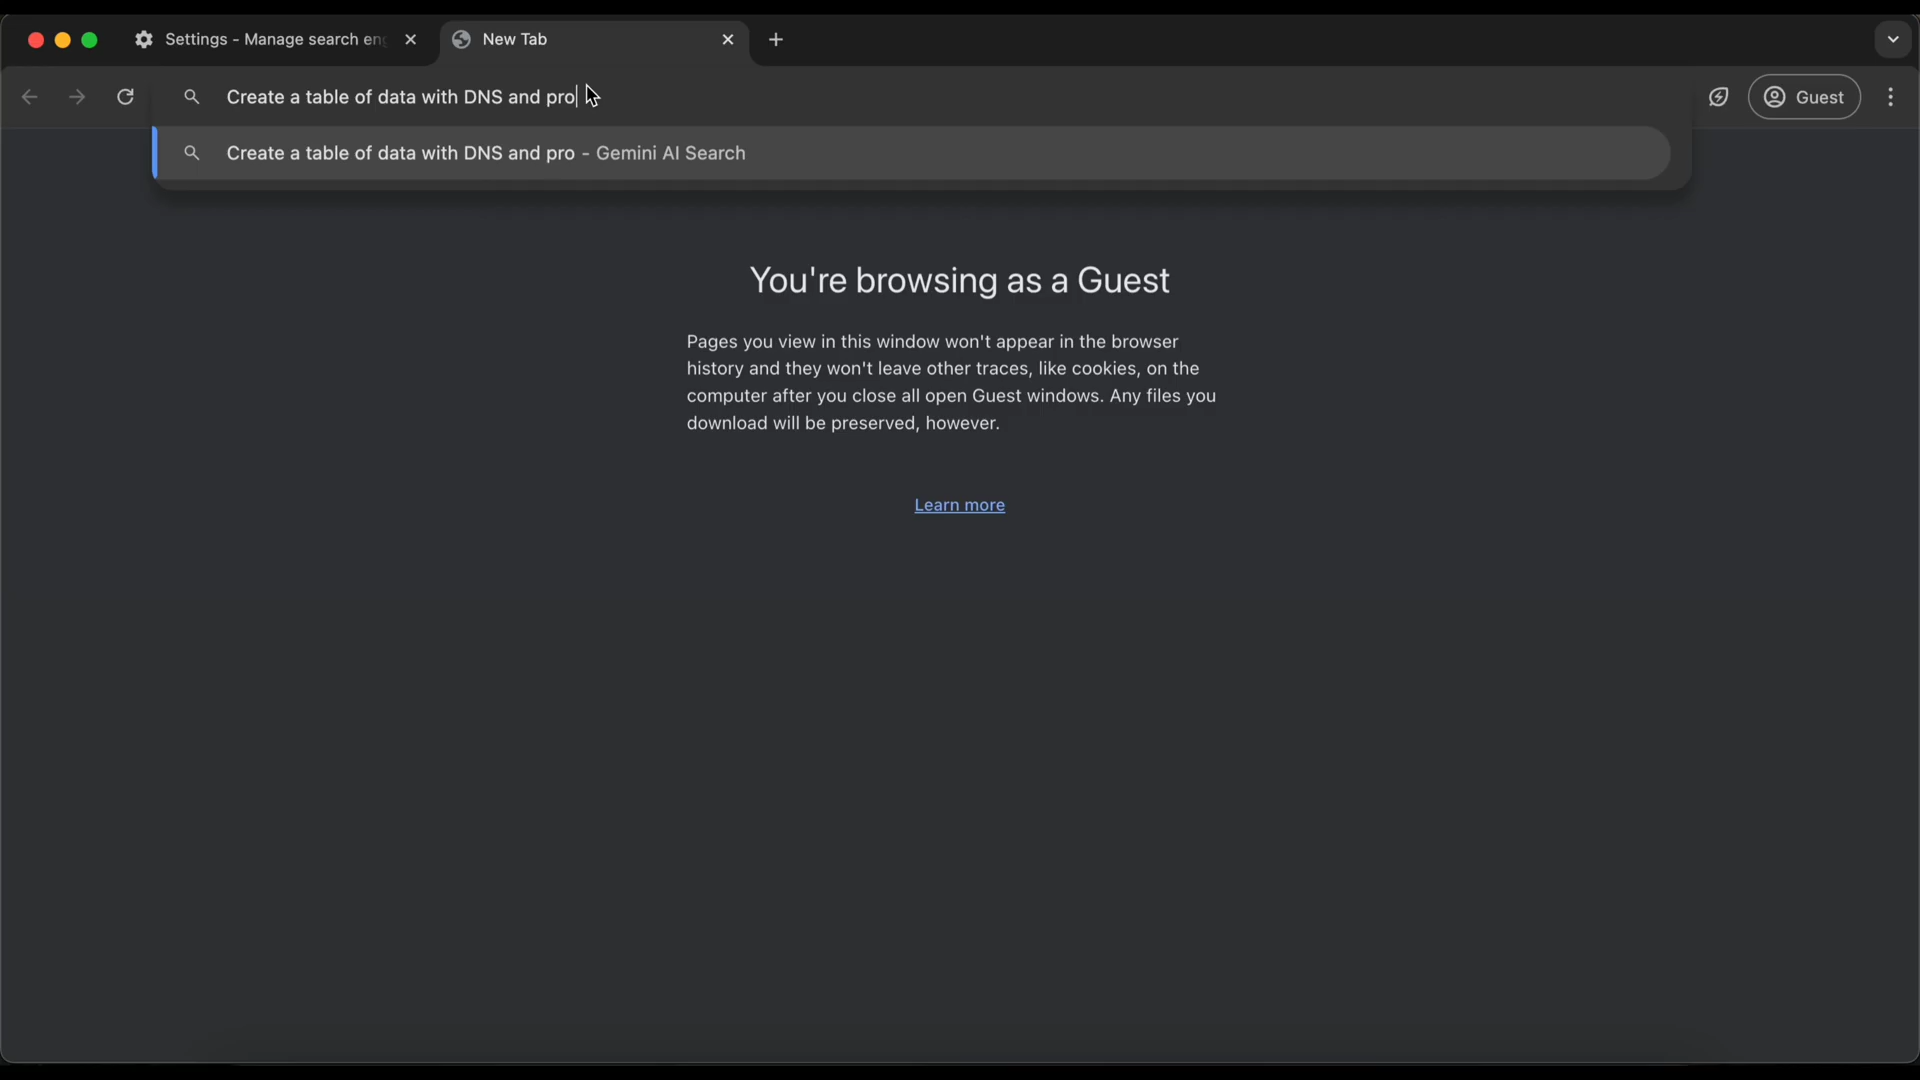 Settings - Manage search en
New Tab
Create a table of data with DNS and pro
Guest
Create a table of data with DNS and pro - Gemini AI Search
You're browsing as a Guest
Pages you view in this window won't appear in the browser
history and they won't leave other traces, like cookies, on the
computer after you close all open Guest windows. Any files you
download will be preserved, however.
Learn more